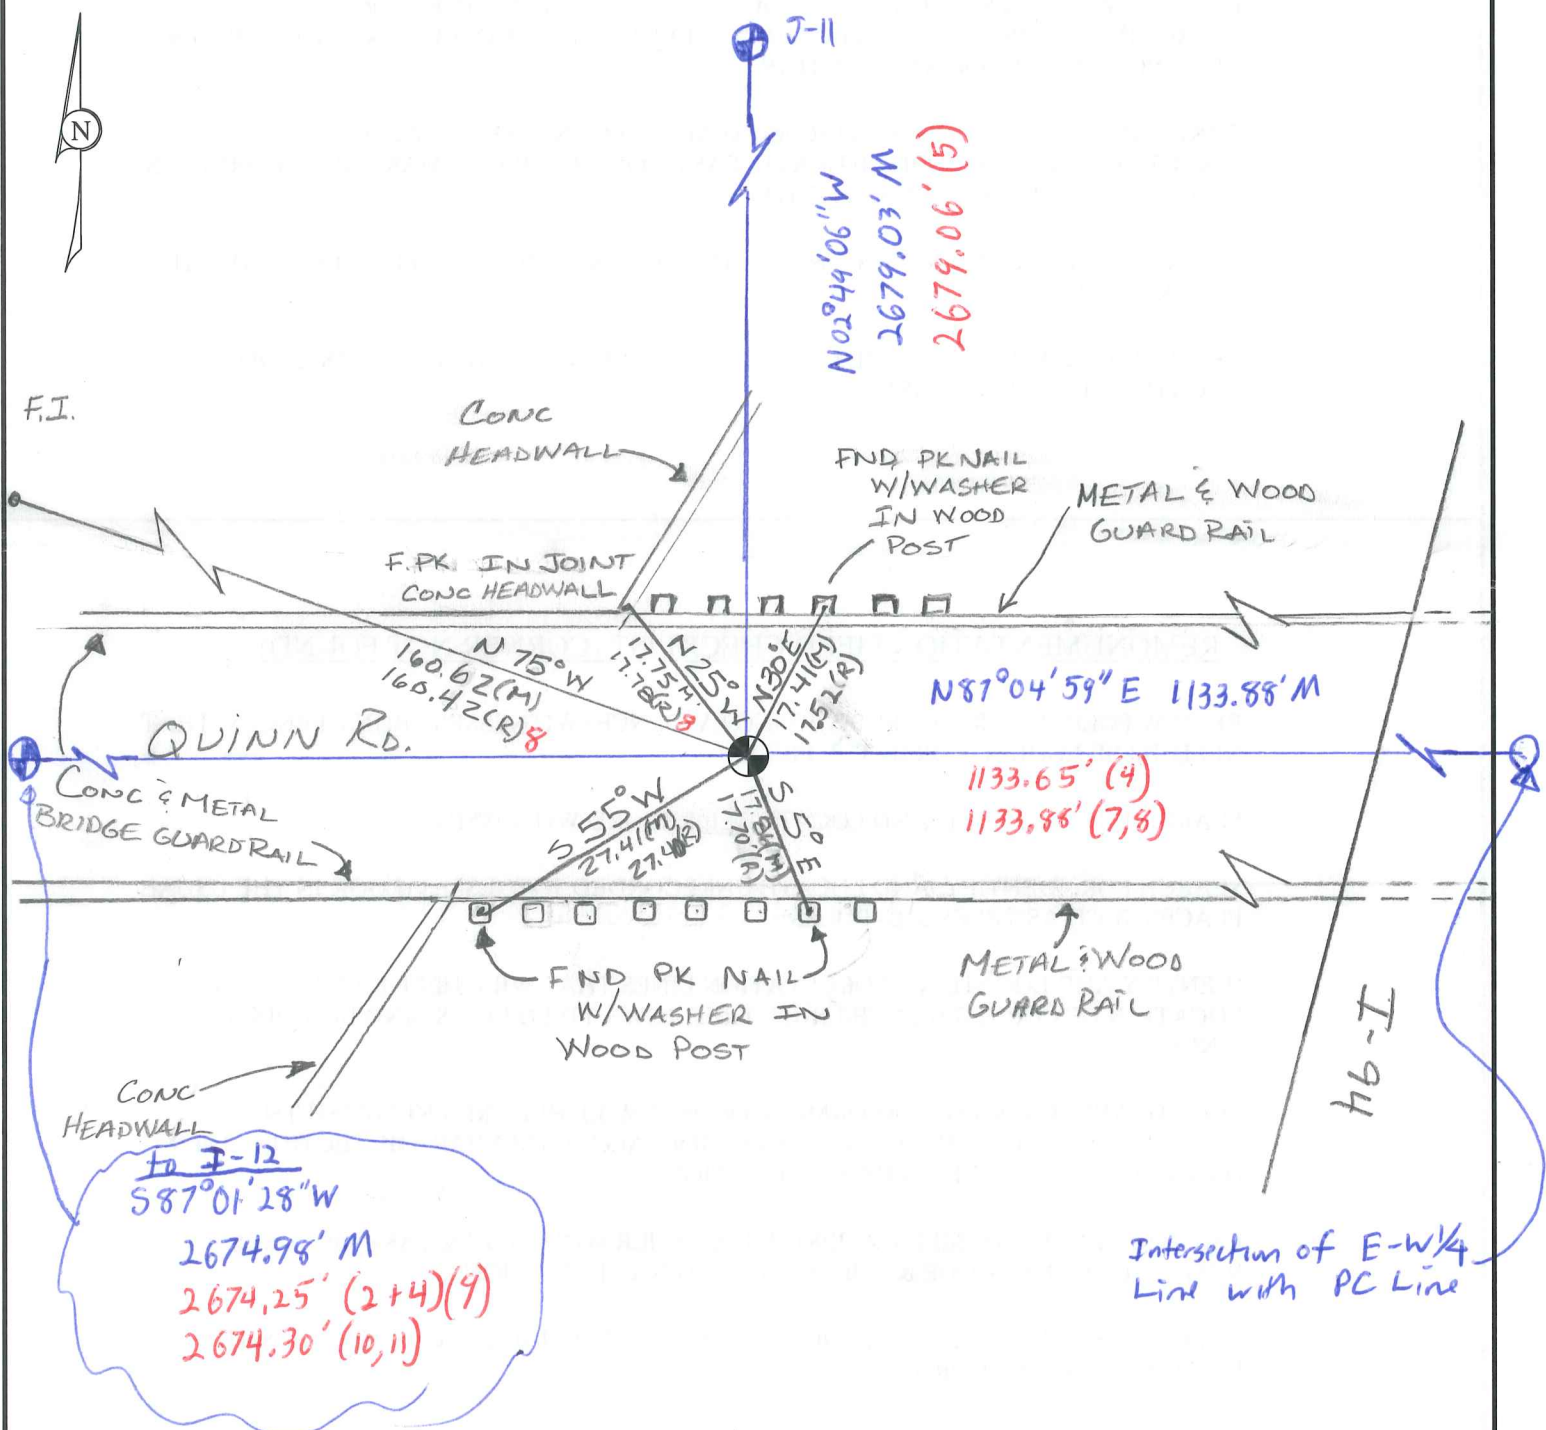 J-11
N
N02°44'06"W
2679.03' M
2679.06' (5)
F.I.
CONC
HEADWALL
FND PK NAIL
W/WASHER
IN WOOD
POST
METAL & WOOD
GUARD RAIL
F.PK IN JOINT
CONC HEADWALL
N 75° W
160.62(M)
160.42(R) 8
N25°W
17.75 M
17.78(R) 8
N30°E
17.41(M)
17.52(R)
N87°04'59" E 1133.88' M
QUINN RD.
1133.65' (4)
1133.88' (7,8)
CONC & METAL
BRIDGE GUARD RAIL
S 55° W
27.41(M)
27.40(R)
S 5° E
(M)
17.70'(R)
FND PK NAIL
W/WASHER IN
WOOD POST
METAL & WOOD
GUARD RAIL
I-94
CONC
HEADWALL
to I-12
S87°01'28"W
2674.98' M
2674.25' (2+4)(9)
2674.30' (10,11)
Intersection of E-W 1/4
Line with PC Line